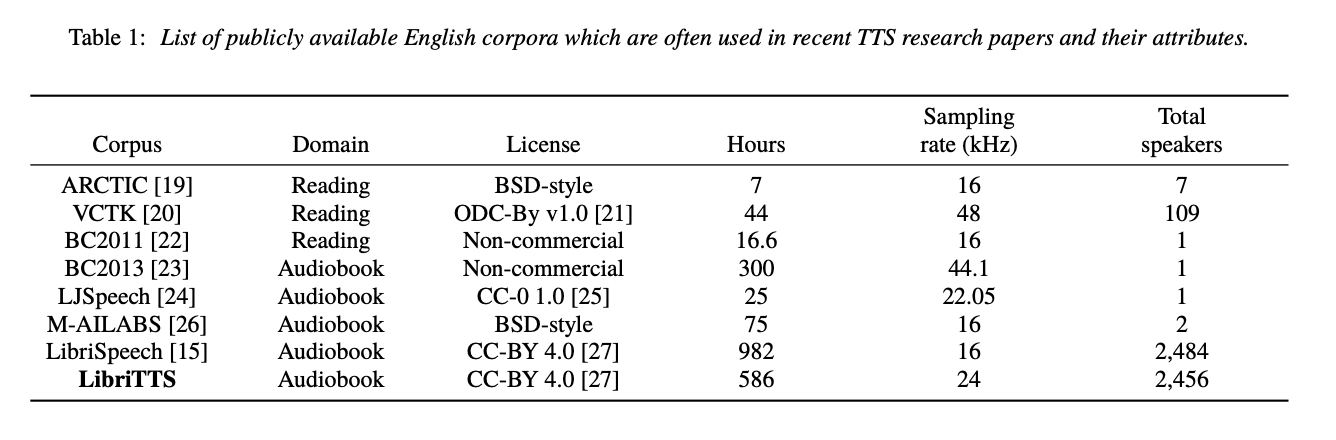 Table 1: List of publicly available English corpora which are often used in recent TTS research papers and their attributes.
Sampling Total
Corpus Domain License Hours rate (kHz) speakers
ARCTIC [19] Reading BSD-style 7 16 7
VCTK [20] Reading ODC-By v1.0 [21] 44 48 109
BC2011 [22] Reading Non-commercial 16.6 16 1
BC2013 [23] Audiobook Non-commercial 300 44.1 1
LJSpeech [24] Audiobook CC-0 1.0 [25] 25 22.05 1
M-AILABS [26] Audiobook BSD-style 75 16 2
LibriSpeech [15] Audiobook CC-BY 4.0 [27] 982 16 2,484
LibriTTS Audiobook CC-BY 4.0 [27] 586 24 2,456